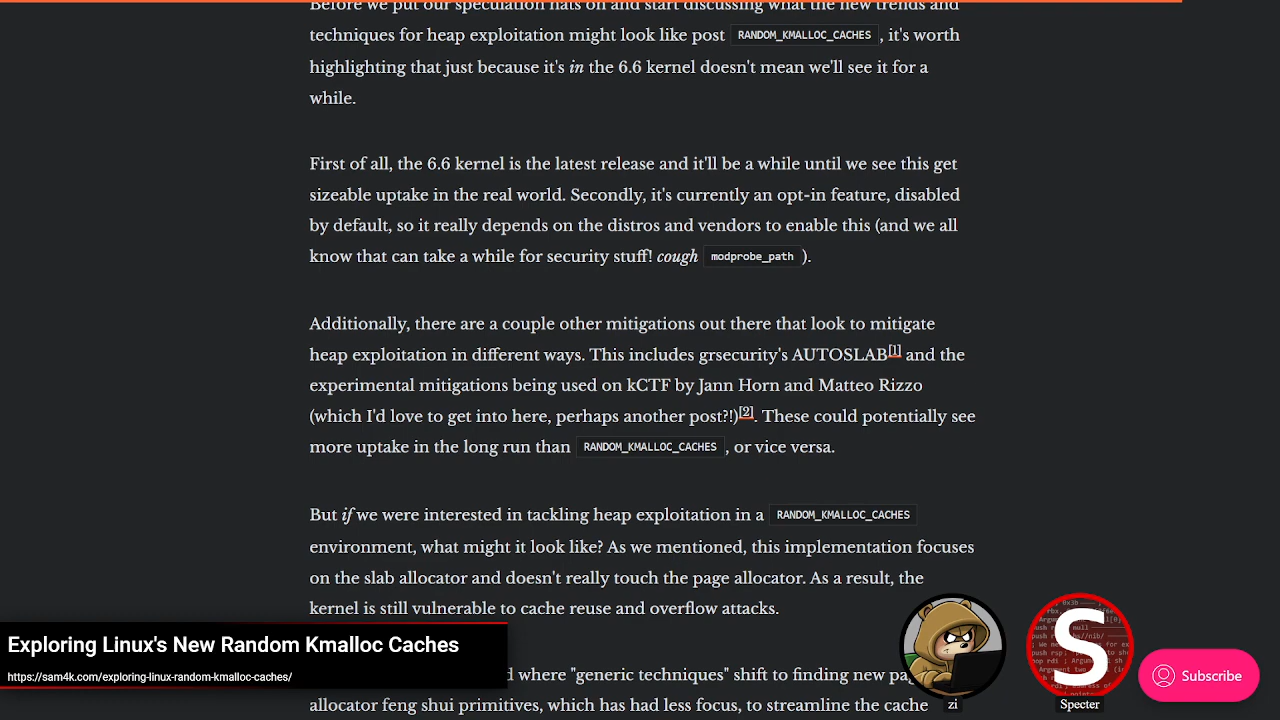 Before we put our speculation hats on and start discussing what the new trends and
techniques for heap exploitation might look like post RANDOM_KMALLOC_CACHES , it's worth
highlighting that just because it's in the 6.6 kernel doesn't mean we'll see it for a
while.
First of all, the 6.6 kernel is the latest release and it'll be a while until we see this get
sizeable uptake in the real world. Secondly, it's currently an opt-in feature, disabled
by default, so it really depends on the distros and vendors to enable this (and we all
know that can take a while for security stuff! cough modprobe_path ).
Additionally, there are a couple other mitigations out there that look to mitigate
heap exploitation in different ways. This includes grsecurity's AUTOSLAB[1] and the
experimental mitigations being used on kCTF by Jann Horn and Matteo Rizzo
(which I'd love to get into here, perhaps another post?!)[2]. These could potentially see
more uptake in the long run than RANDOM_KMALLOC_CACHES , or vice versa.
But if we were interested in tackling heap exploitation in a RANDOM_KMALLOC_CACHES
environment, what might it look like? As we mentioned, this implementation focuses
on the slab allocator and doesn't really touch the page allocator. As a result, the
kernel is still vulnerable to cache reuse and overflow attacks.
where "generic techniques" shift to finding new
allocator feng shui primitives, which has had less focus, to streamline the cache
Exploring Linux's New Random Kmalloc Caches
https://sam4k.com/exploring-linux-random-kmalloc-caches/
zi
S
Specter
Subscribe